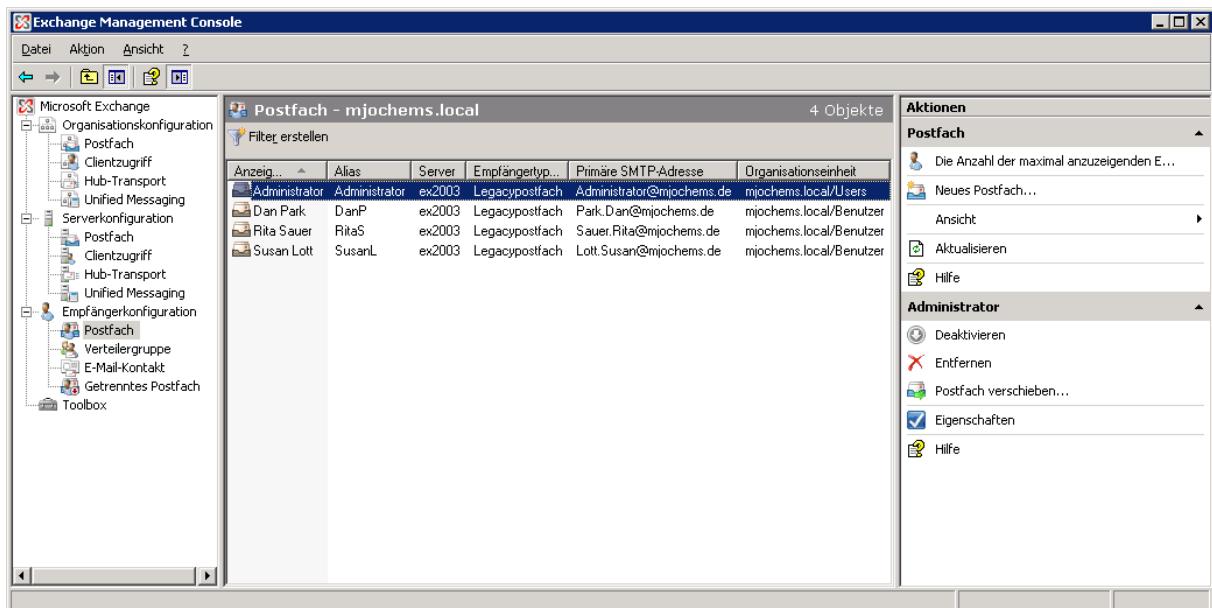 Exchange Management Console
Datei Aktion Ansicht ?
Microsoft Exchange
Organisationskonfiguration
Postfach
Clientzugriff
Hub-Transport
Unified Messaging
Serverkonfiguration
Postfach
Clientzugriff
Hub-Transport
Unified Messaging
Empfängerkonfiguration
Postfach
Verteilergruppe
E-Mail-Kontakt
Getrenntes Postfach
Toolbox
Postfach - mjochems.local 4 Objekte
Filter erstellen
Anzeig... Alias Server Empfängertyp... Primäre SMTP-Adresse Organisationseinheit
Administrator Administrator ex2003 Legacypostfach Administrator@mjochems.de mjochems.local/Users
Dan Park DanP ex2003 Legacypostfach Park.Dan@mjochems.de mjochems.local/Benutzer
Rita Sauer RitaS ex2003 Legacypostfach Sauer.Rita@mjochems.de mjochems.local/Benutzer
Susan Lott SusanL ex2003 Legacypostfach Lott.Susan@mjochems.de mjochems.local/Benutzer
Aktionen
Postfach
Die Anzahl der maximal anzuzeigenden E...
Neues Postfach...
Ansicht
Aktualisieren
Hilfe
Administrator
Deaktivieren
Entfernen
Postfach verschieben...
Eigenschaften
Hilfe